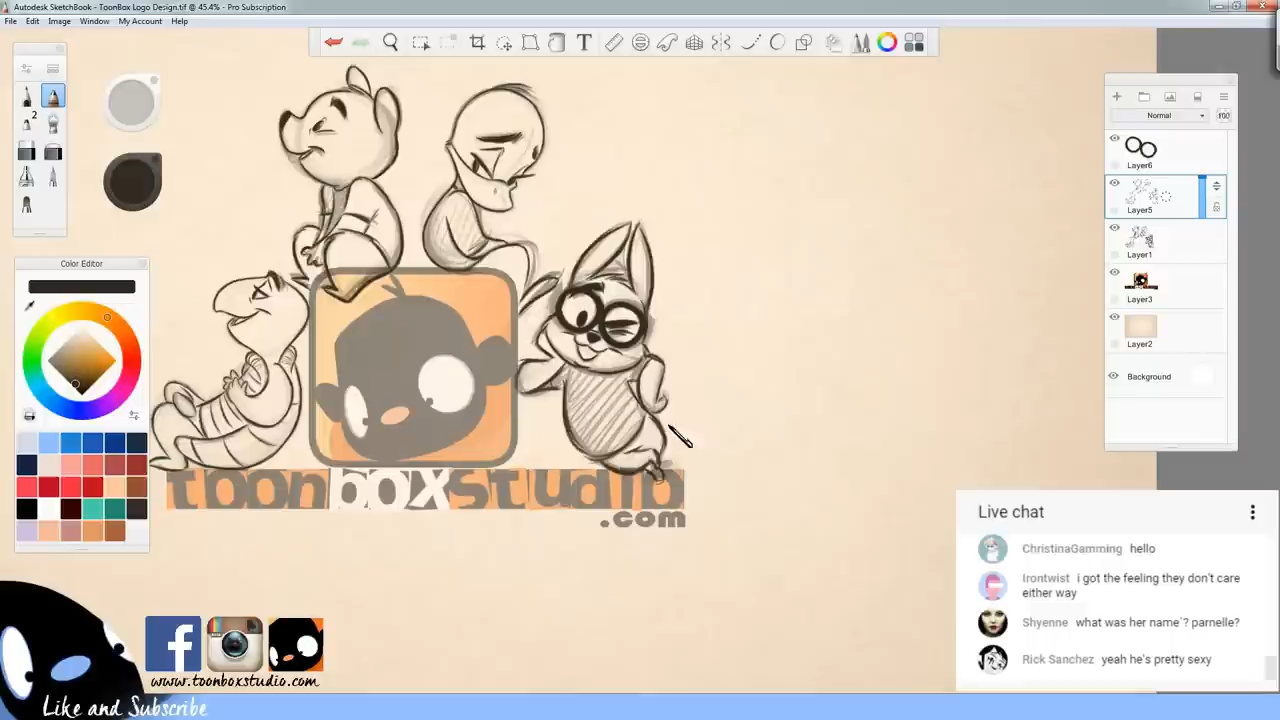 Autodesk SketchBook - ToonBox Logo Design.tif @ 45.4% - Pro Subscription
File Edit Image Window My Account Help
2
Color Editor
Normal 100
Layer6
Layer5
Layer1
Layer3
Layer2
Background
toonboxstudio
.com
Live chat
ChristinaGamming hello
Irontwist i got the feeling they don't care
either way
Shyenne what was her name`? parnelle?
Rick Sanchez yeah he's pretty sexy
www.toonboxstudio.com
Like and Subscribe